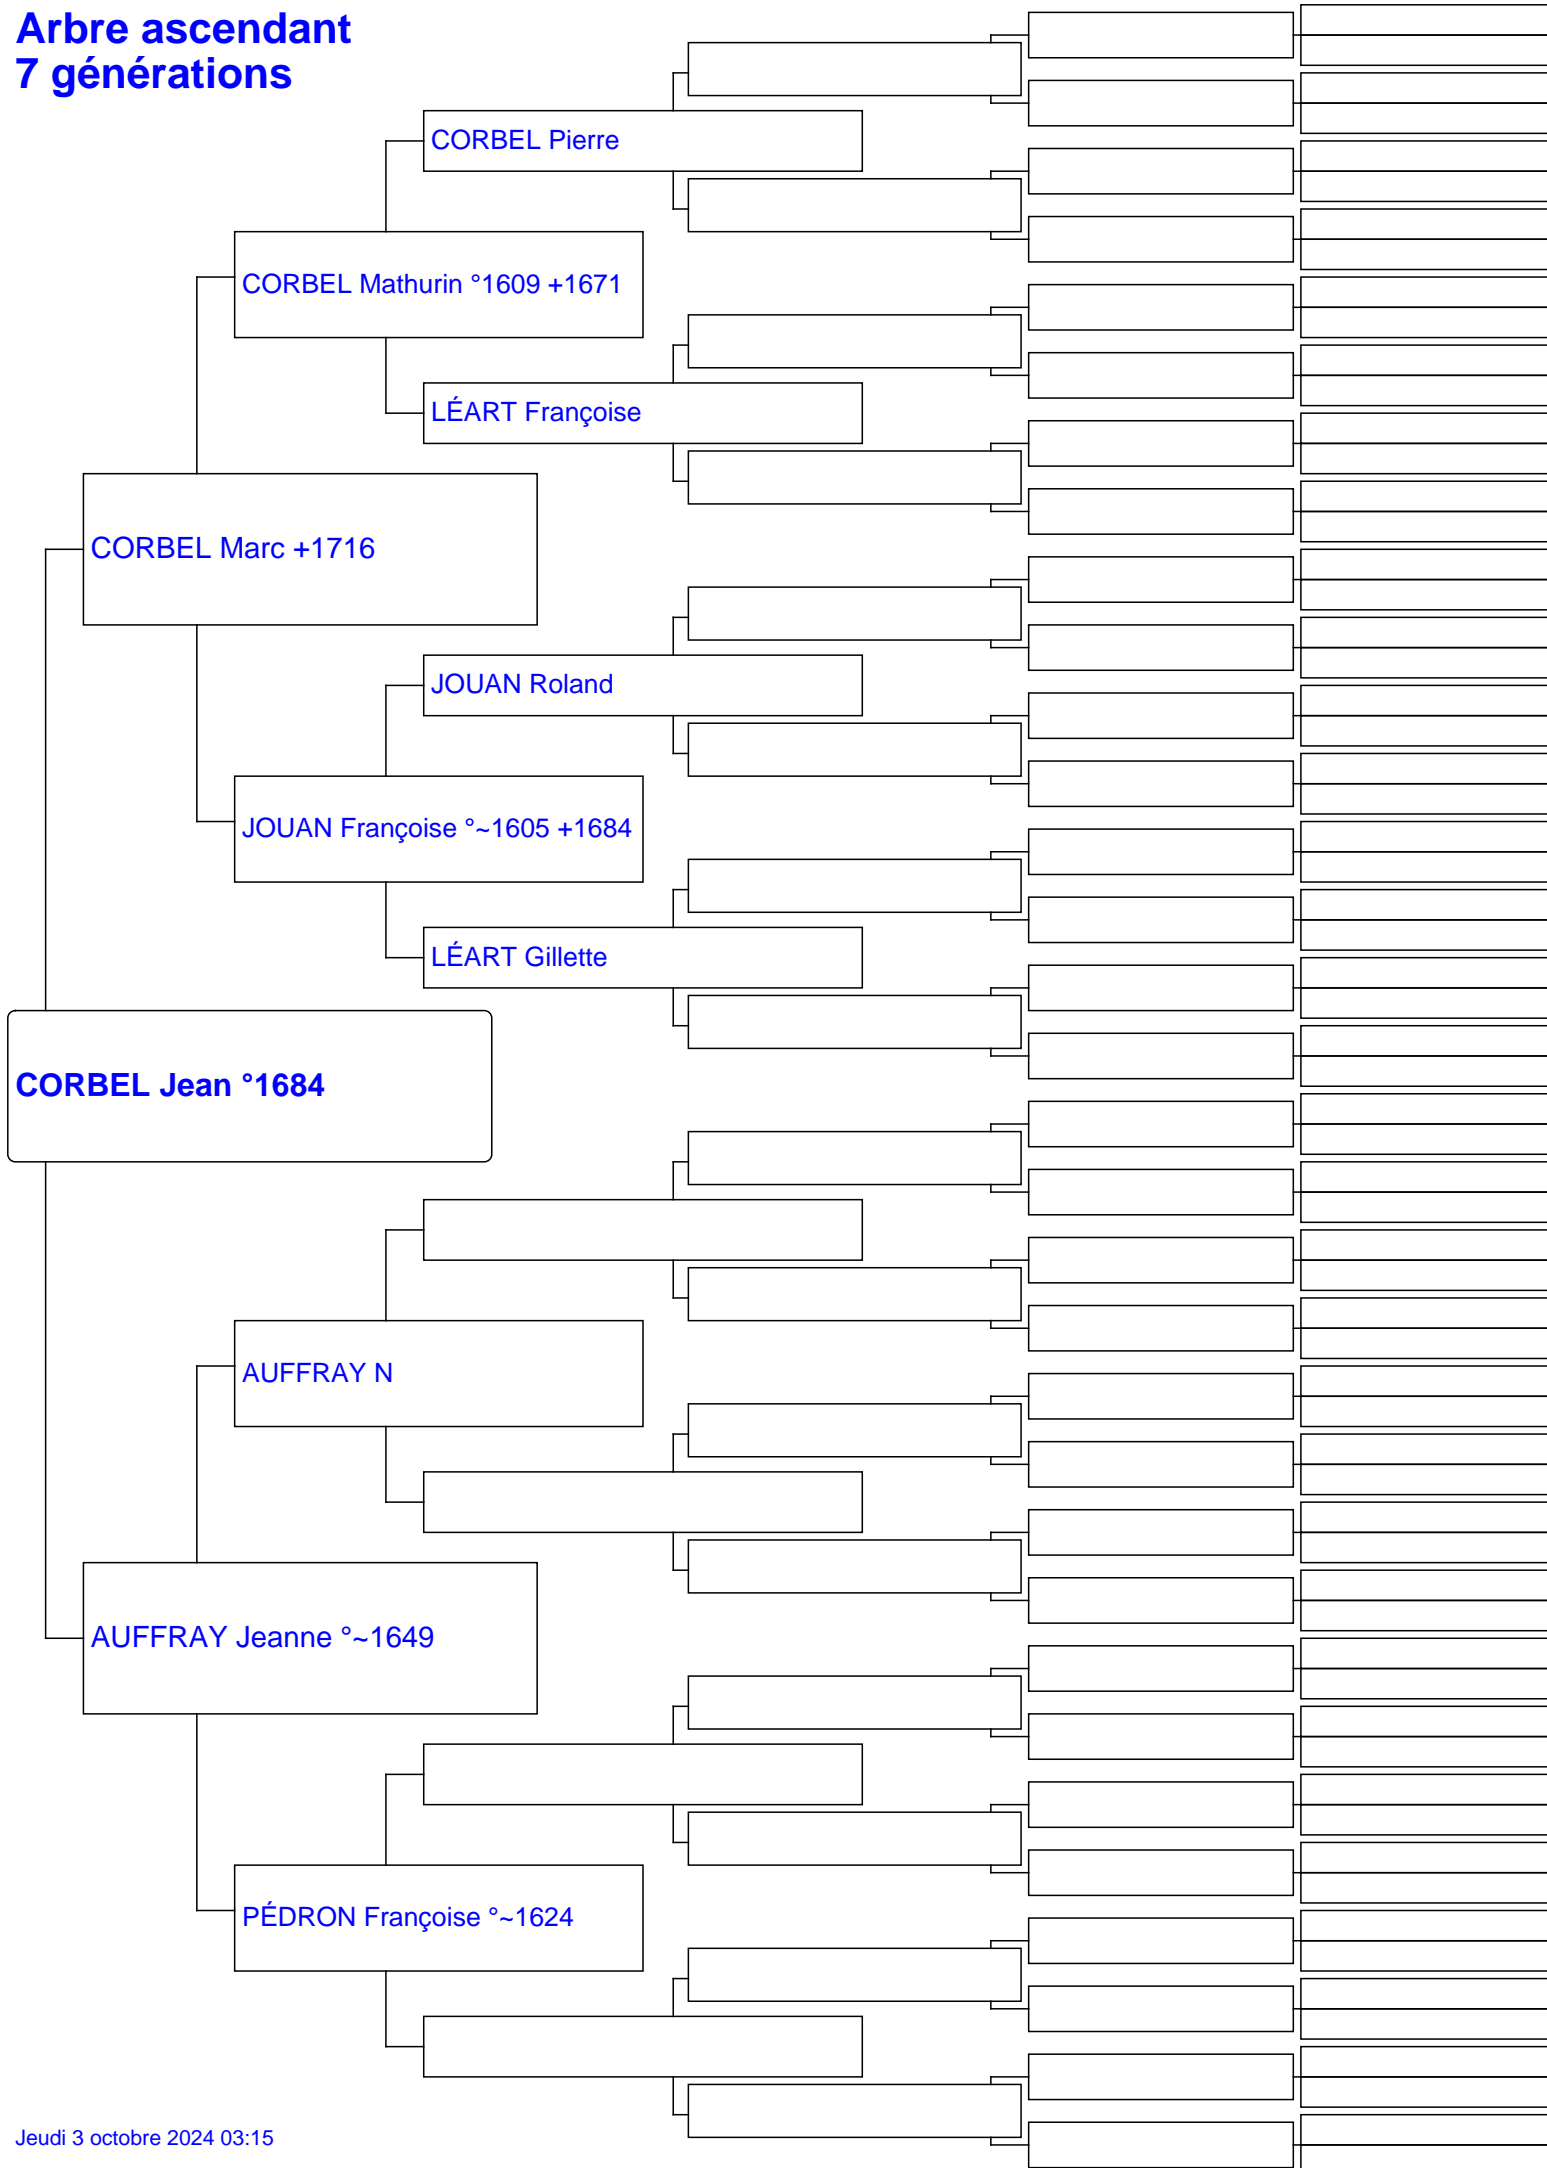 Arbre ascendant
7 générations
CORBEL Pierre
CORBEL Mathurin °1609 +1671
LÉART Françoise
CORBEL Marc +1716
JOUAN Roland
JOUAN Françoise °~1605 +1684
LÉART Gillette
CORBEL Jean °1684
AUFFRAY N
AUFFRAY Jeanne °~1649
PÉDRON Françoise °~1624
Jeudi 3 octobre 2024 03:15